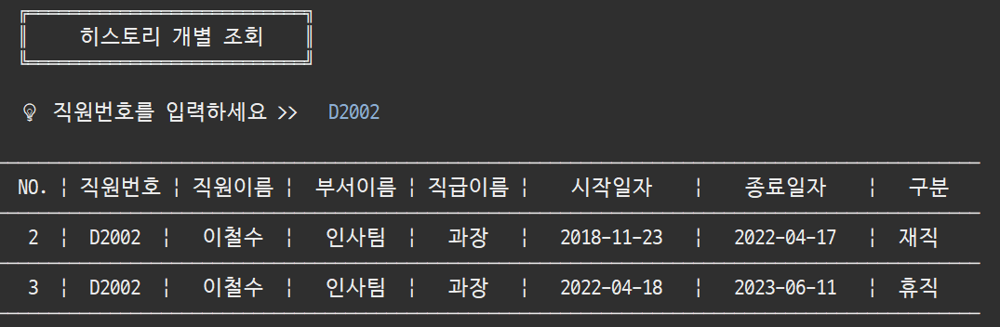 히스토리 개별 조회
직원번호를 입력하세요 >> D2002
NO. ¦ 직원번호 ¦ 직원이름 ¦ 부서이름 ¦ 직급이름 ¦ 시작일자 ¦ 종료일자 ¦ 구분
2 ¦ D2002 ¦ 이철수 ¦ 인사팀 ¦ 과장 ¦ 2018-11-23 ¦ 2022-04-17 ¦ 재직
3 ¦ D2002 ¦ 이철수 ¦ 인사팀 ¦ 과장 ¦ 2022-04-18 ¦ 2023-06-11 ¦ 휴직